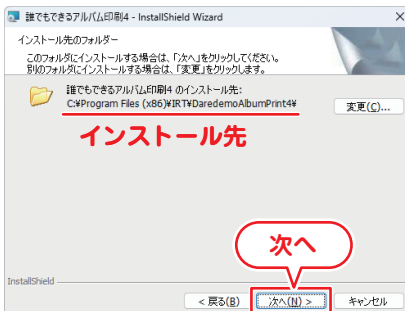 誰でもできるアルバム印刷4 - InstallShield Wizard
インストール先のフォルダー
このフォルダにインストールする場合は、「次へ」をクリックしてください。
別のフォルダにインストールする場合は、「変更」をクリックします。
誰でもできるアルバム印刷4 のインストール先:
C:¥Program Files (x86)¥IRT¥DaredemoAlbumPrint4¥
変更(C)...
インストール先
次へ
InstallShield
< 戻る(B)
次へ(N) >
キャンセル